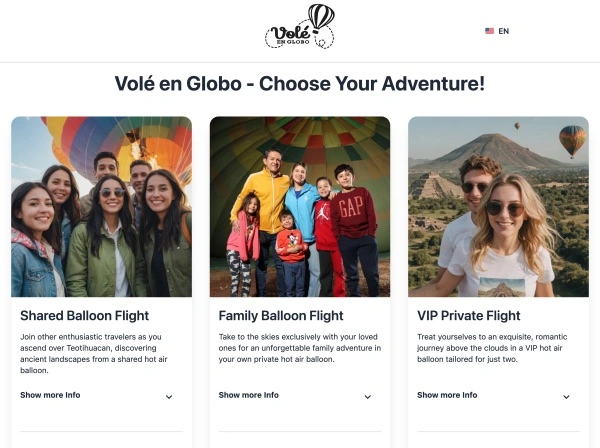 Volé
EN GLOBO
EN
Volé en Globo - Choose Your Adventure!
GAP
Shared Balloon Flight
Join other enthusiastic travelers as you
ascend over Teotihuacan, discovering
ancient landscapes from a shared hot air
balloon.
Show more Info
Family Balloon Flight
Take to the skies exclusively with your loved
ones for an unforgettable family adventure in
your own private hot air balloon.
Show more Info
VIP Private Flight
Treat yourselves to an exquisite, romantic
journey above the clouds in a VIP hot air
balloon tailored for just two.
Show more Info